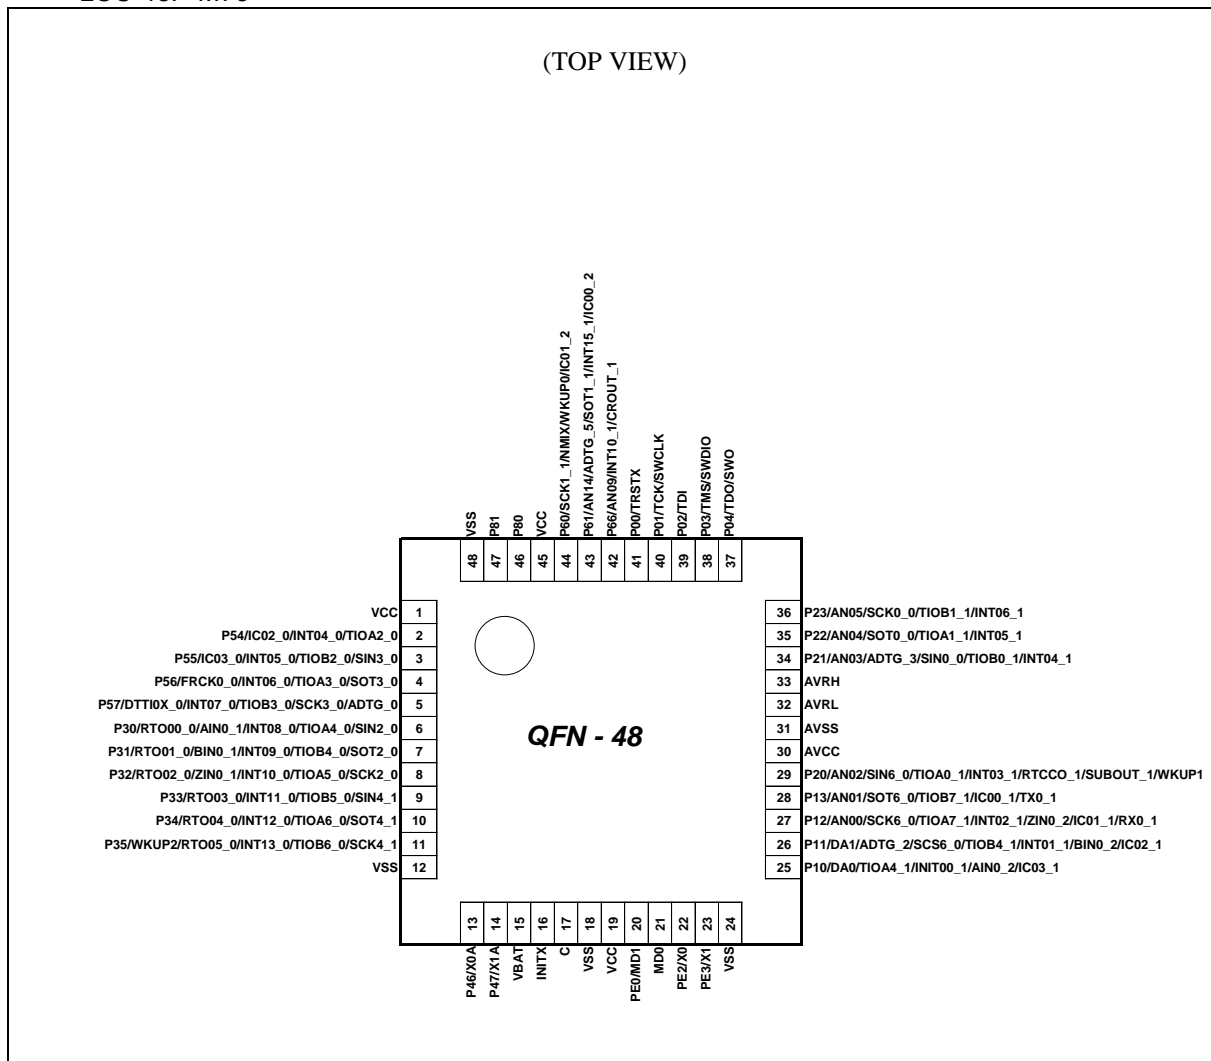 (TOP VIEW)
VSS
P81
P80
VCC
P60/SCK1_1/NMIX/WKUP0/IC01_2
P61/AN14/ADTG_5/SOT1_1/INT15_1/IC00_2
P66/AN09/INT10_1/CROUT_1
P00/TRSTX
P01/TCK/SWCLK
P02/TDI
P03/TMS/SWDIO
P04/TDO/SWO
48 47 46 45 44 43 42 41 40 39 38 37
VCC 1
P54/IC02_0/INT04_0/TIOA2_0 2
P55/IC03_0/INT05_0/TIOB2_0/SIN3_0 3
P56/FRCK0_0/INT06_0/TIOA3_0/SOT3_0 4
P57/DTTI0X_0/INT07_0/TIOB3_0/SCK3_0/ADTG_0 5
P30/RTO00_0/AIN0_1/INT08_0/TIOA4_0/SIN2_0 6
P31/RTO01_0/BIN0_1/INT09_0/TIOB4_0/SOT2_0 7
P32/RTO02_0/ZIN0_1/INT10_0/TIOA5_0/SCK2_0 8
P33/RTO03_0/INT11_0/TIOB5_0/SIN4_1 9
P34/RTO04_0/INT12_0/TIOA6_0/SOT4_1 10
P35/WKUP2/RTO05_0/INT13_0/TIOB6_0/SCK4_1 11
VSS 12
QFN - 48
36 P23/AN05/SCK0_0/TIOB1_1/INT06_1
35 P22/AN04/SOT0_0/TIOA1_1/INT05_1
34 P21/AN03/ADTG_3/SIN0_0/TIOB0_1/INT04_1
33 AVRH
32 AVRL
31 AVSS
30 AVCC
29 P20/AN02/SIN6_0/TIOA0_1/INT03_1/RTCCO_1/SUBOUT_1/WKUP1
28 P13/AN01/SOT6_0/TIOB7_1/IC00_1/TX0_1
27 P12/AN00/SCK6_0/TIOA7_1/INT02_1/ZIN0_2/IC01_1/RX0_1
26 P11/DA1/ADTG_2/SCS6_0/TIOB4_1/INT01_1/BIN0_2/IC02_1
25 P10/DA0/TIOA4_1/INIT00_1/AIN0_2/IC03_1
13 14 15 16 17 18 19 20 21 22 23 24
P46/X0A
P47/X1A
VBAT
INITX
C
VSS
VCC
PE0/MD1
MD0
PE2/X0
PE3/X1
VSS